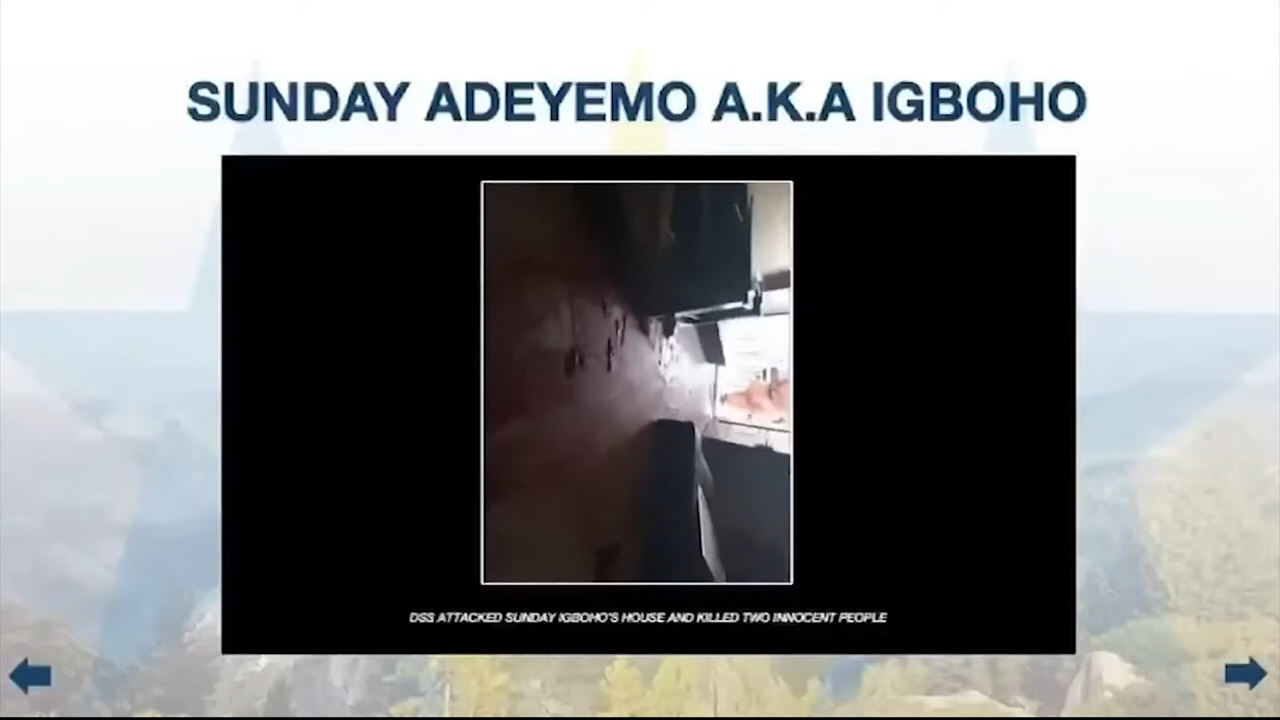 SUNDAY ADEYEMO A.K.A IGBOHO
DSS ATTACKED SUNDAY IGBOHO'S HOUSE AND KILLED TWO INNOCENT PEOPLE